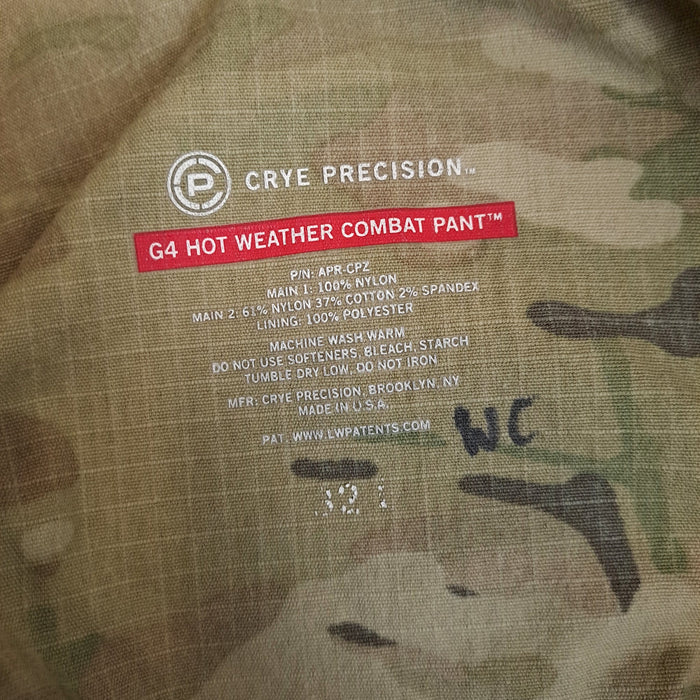 CP
CRYE PRECISION™
G4 HOT WEATHER COMBAT PANT™
P/N: APR-CPZ
MAIN 1: 100% NYLON
MAIN 2: 61% NYLON 37% COTTON 2% SPANDEX
LINING: 100% POLYESTER
MACHINE WASH WARM
DO NOT USE SOFTENERS, BLEACH, STARCH
TUMBLE DRY LOW, DO NOT IRON
MFR: CRYE PRECISION, BROOKLYN, NY
MADE IN U.S.A.
PAT. WWW.LWPATENTS.COM
WC